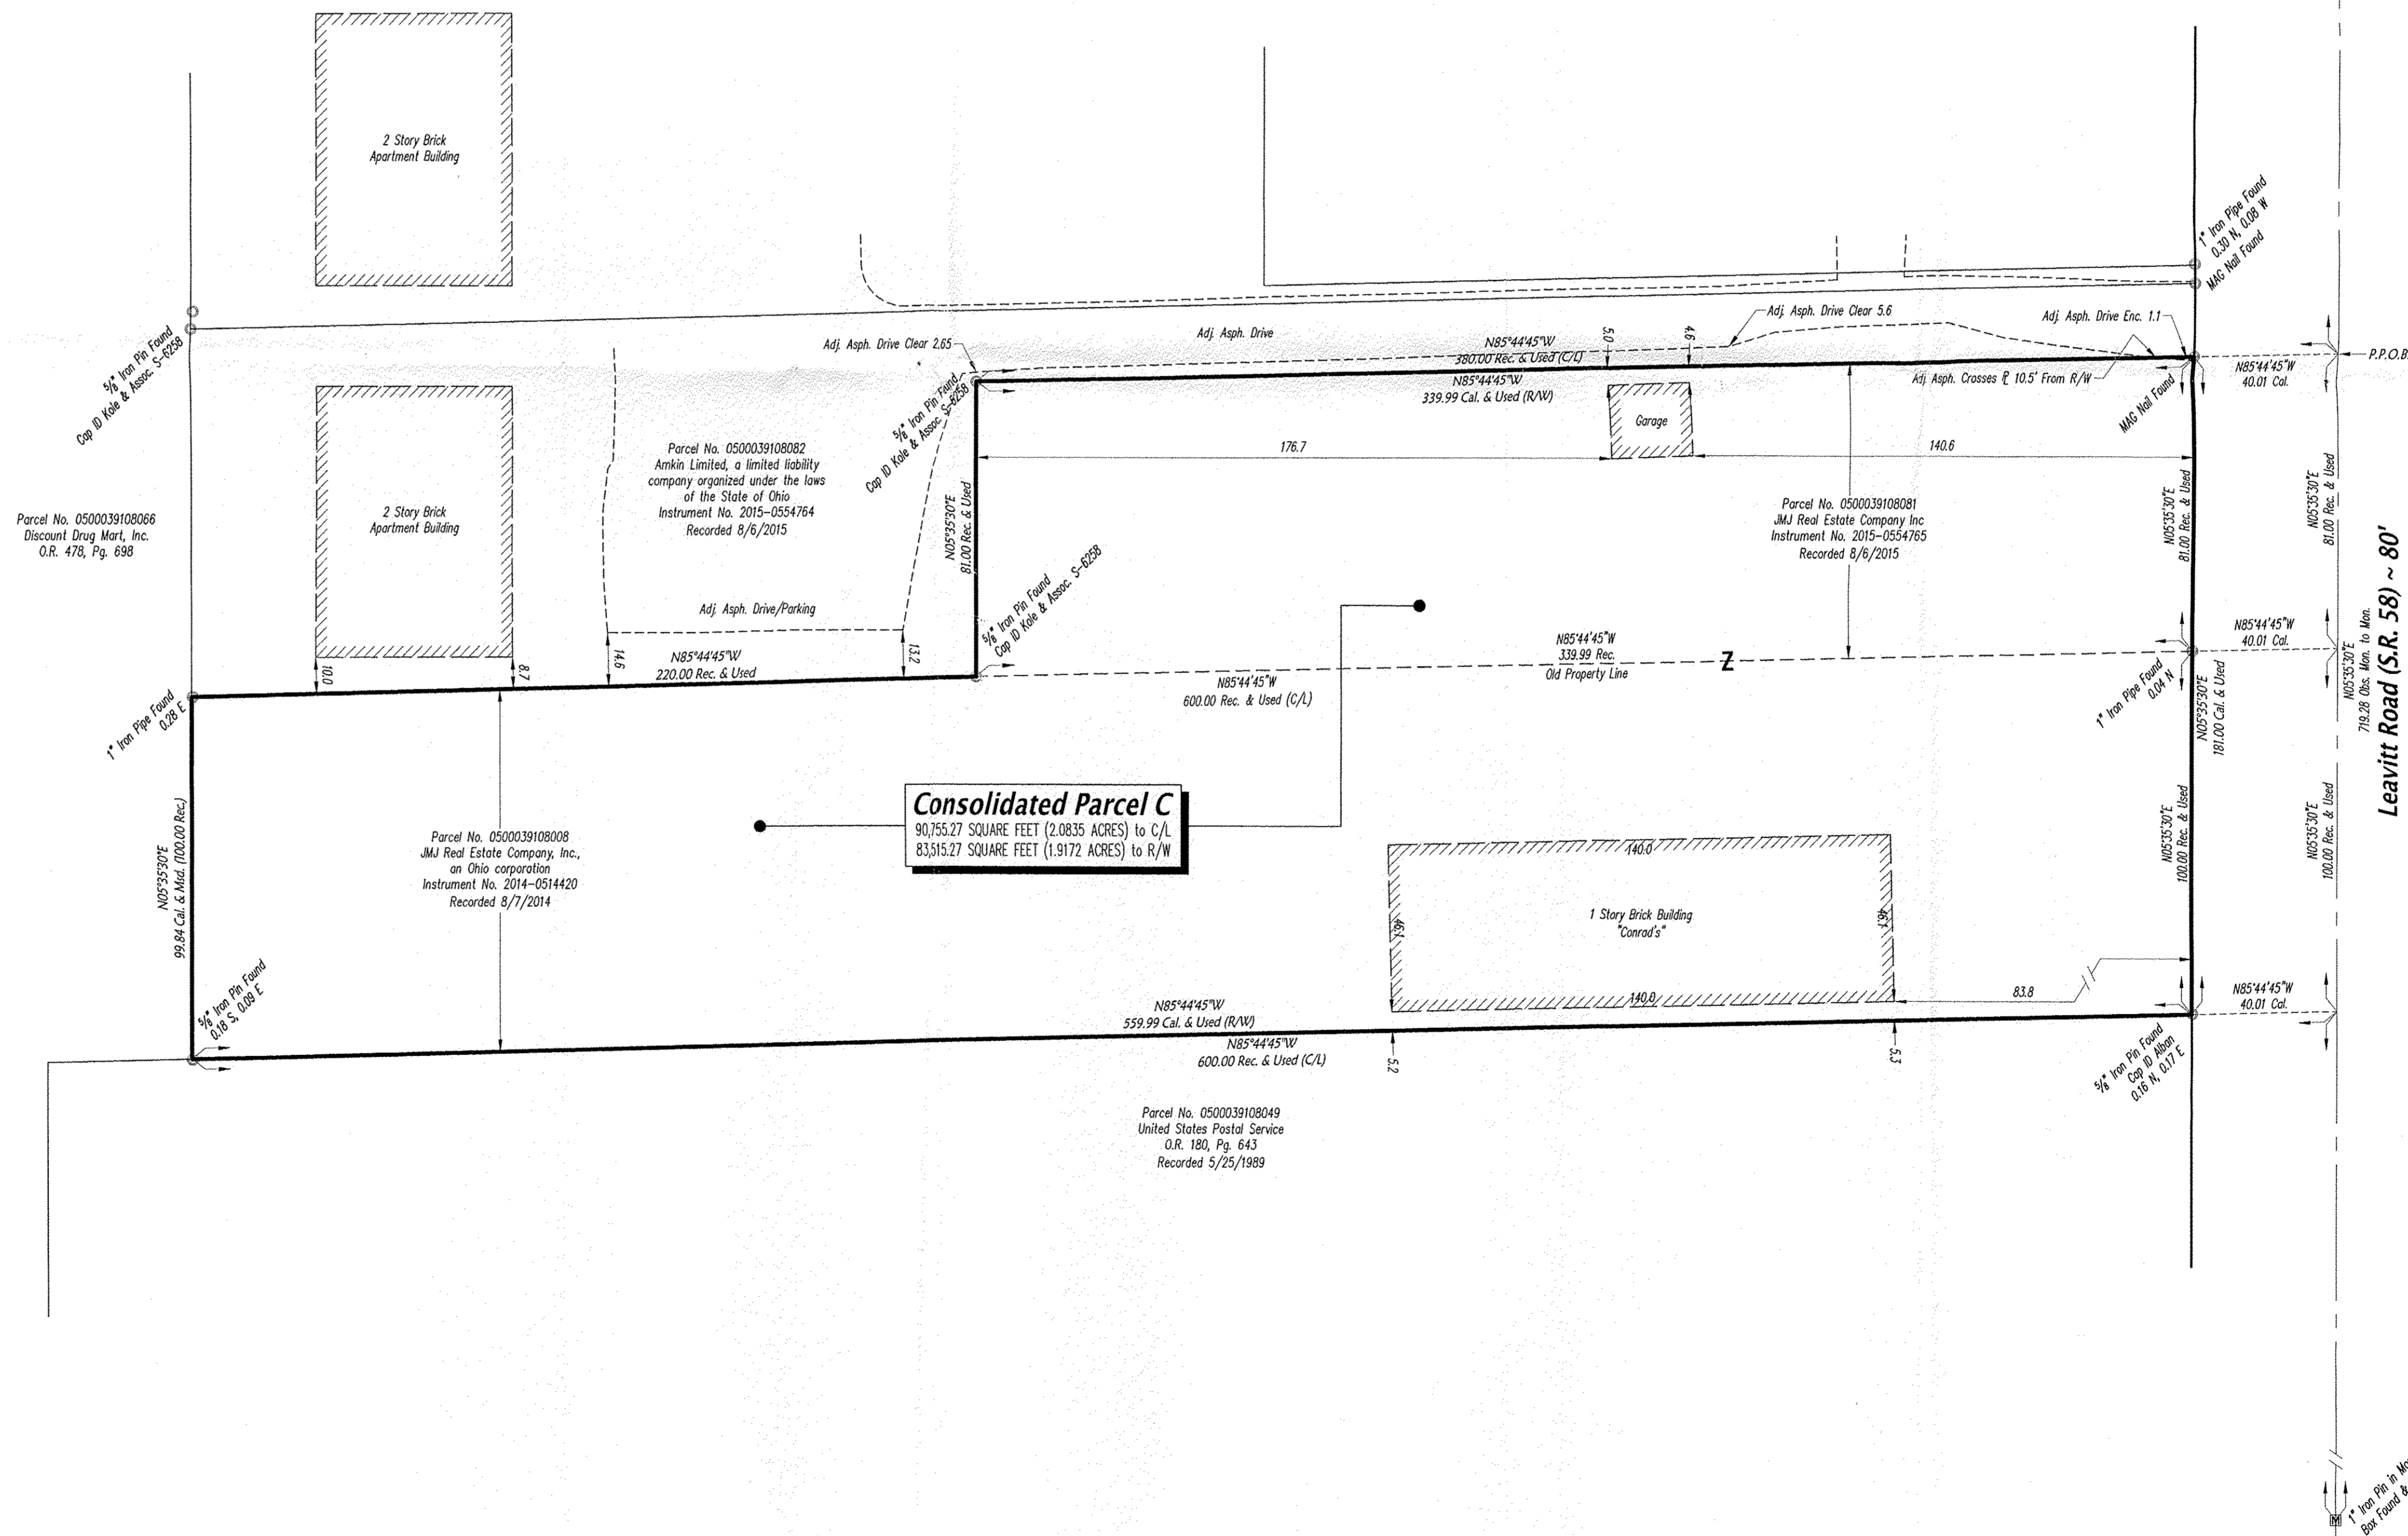 2 Story Brick
Apartment Building
1" Iron Pipe Found
0.30 N, 0.08 W
MAG Nail Found
5/8" Iron Pin Found
Cap ID Kole & Assoc. S-6258
Adj. Asph. Drive Clear 2.65
Adj. Asph. Drive
N85°44'45"W
380.00 Rec. & Used (C/L)
5.0
4.6
Adj. Asph. Drive Clear 5.6
Adj. Asph. Drive Enc. 1.1
P.P.O.B.
N85°44'45"W
40.01 Cal.
5/8" Iron Pin Found
Cap ID Kole & Assoc. S-6258
N85°44'45"W
339.99 Cal. & Used (R/W)
Adj. Asph. Crosses ⅊ 10.5' From R/W
MAG Nail Found
Garage
176.7
140.6
Parcel No. 0500039108066
Discount Drug Mart, Inc.
O.R. 478, Pg. 698
2 Story Brick
Apartment Building
Parcel No. 0500039108082
Amkin Limited, a limited liability
company organized under the laws
of the State of Ohio
Instrument No. 2015-0554764
Recorded 8/6/2015
N05°35'30"E
81.00 Rec. & Used
Parcel No. 0500039108081
JMJ Real Estate Company Inc
Instrument No. 2015-0554765
Recorded 8/6/2015
N05°35'30"E
81.00 Rec. & Used
N05°35'30"E
81.00 Rec. & Used
Adj. Asph. Drive/Parking
5/8" Iron Pin Found
Cap ID Kole & Assoc. S-6258
10.0
8.7
14.6
N85°44'45"W
220.00 Rec. & Used
13.2
N85°44'45"W
600.00 Rec. & Used (C/L)
N85°44'45"W
339.99 Rec.
Old Property Line
Z
1" Iron Pipe Found
0.04 N
N85°44'45"W
40.01 Cal.
N05°35'30"E
181.00 Cal. & Used
N05°35'30"E
719.28 Obs. Mon. to Mon.
Leavitt Road (S.R. 58) ~ 80'
1" Iron Pipe Found
0.28 E
N05°35'30"E
99.84 Cal. & Msd. (100.00 Rec.)
Parcel No. 0500039108008
JMJ Real Estate Company, Inc.,
an Ohio corporation
Instrument No. 2014-0514420
Recorded 8/7/2014
Consolidated Parcel C
90,755.27 SQUARE FEET (2.0835 ACRES) to C/L
83,515.27 SQUARE FEET (1.9172 ACRES) to R/W
140.0
46.1
1 Story Brick Building
"Conrad's"
46.1
140.0
83.8
N05°35'30"E
100.00 Rec. & Used
N05°35'30"E
100.00 Rec. & Used
N85°44'45"W
40.01 Cal.
5/8" Iron Pin Found
0.18 S, 0.09 E
N85°44'45"W
559.99 Cal. & Used (R/W)
N85°44'45"W
600.00 Rec. & Used (C/L)
5.2
5.3
5/8" Iron Pin Found
Cap ID Alban
0.16 N, 0.17 E
Parcel No. 0500039108049
United States Postal Service
O.R. 180, Pg. 643
Recorded 5/25/1989
1" Iron Pin in
Box Found &
M